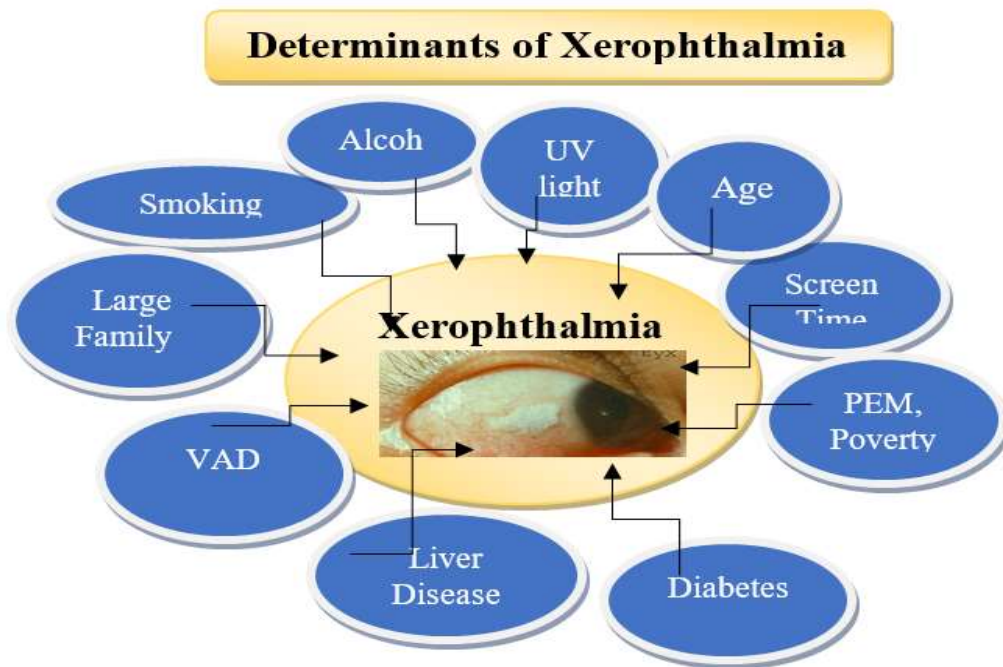 Determinants of Xerophthalmia
Alcoh
UV
light
Age
Smoking
Screen
Time
Large
Family
Xerophthalmia
EyX
PEM,
Poverty
VAD
Liver
Disease
Diabetes